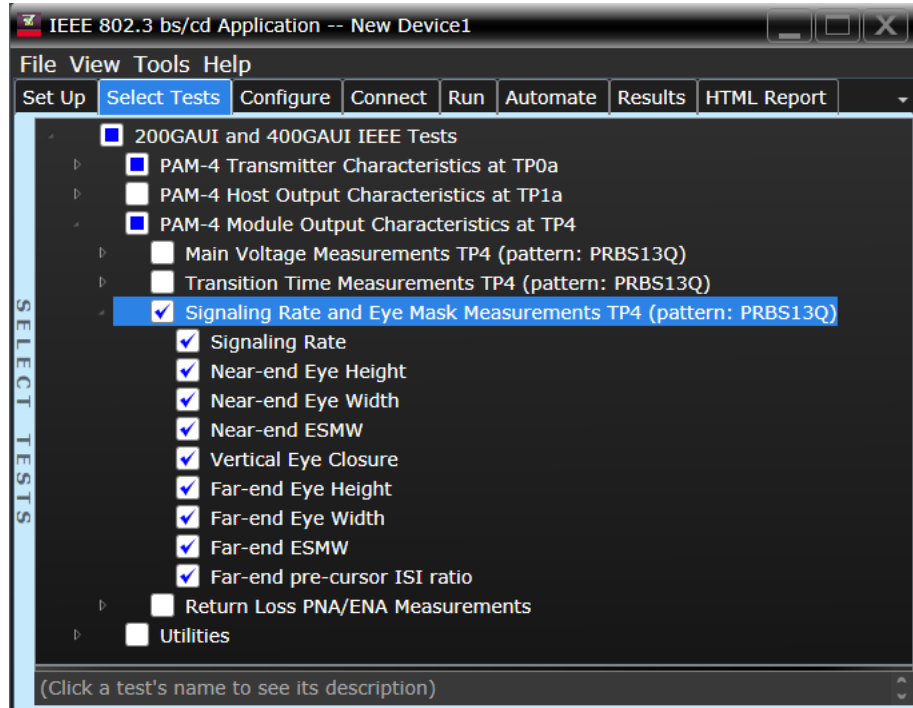 IEEE 802.3 bs/cd Application -- New Device1
File View Tools Help
Set Up Select Tests Configure Connect Run Automate Results HTML Report
SELECT TESTS
200GAUI and 400GAUI IEEE Tests
PAM-4 Transmitter Characteristics at TP0a
PAM-4 Host Output Characteristics at TP1a
PAM-4 Module Output Characteristics at TP4
Main Voltage Measurements TP4 (pattern: PRBS13Q)
Transition Time Measurements TP4 (pattern: PRBS13Q)
Signaling Rate and Eye Mask Measurements TP4 (pattern: PRBS13Q)
Signaling Rate
Near-end Eye Height
Near-end Eye Width
Near-end ESMW
Vertical Eye Closure
Far-end Eye Height
Far-end Eye Width
Far-end ESMW
Far-end pre-cursor ISI ratio
Return Loss PNA/ENA Measurements
Utilities
(Click a test's name to see its description)